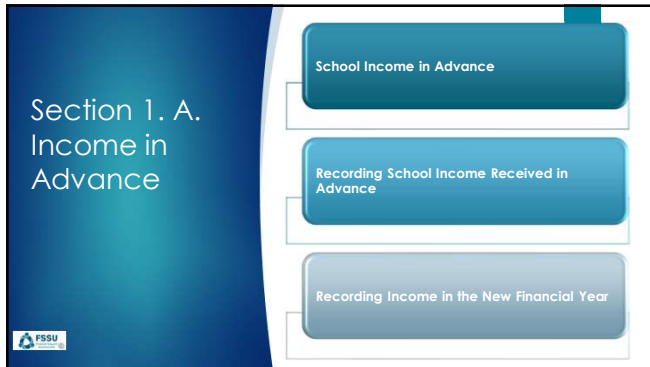 Section 1. A.
Income in
Advance
School Income in Advance
Recording School Income Received in
Advance
Recording Income in the New Financial Year
FSSU